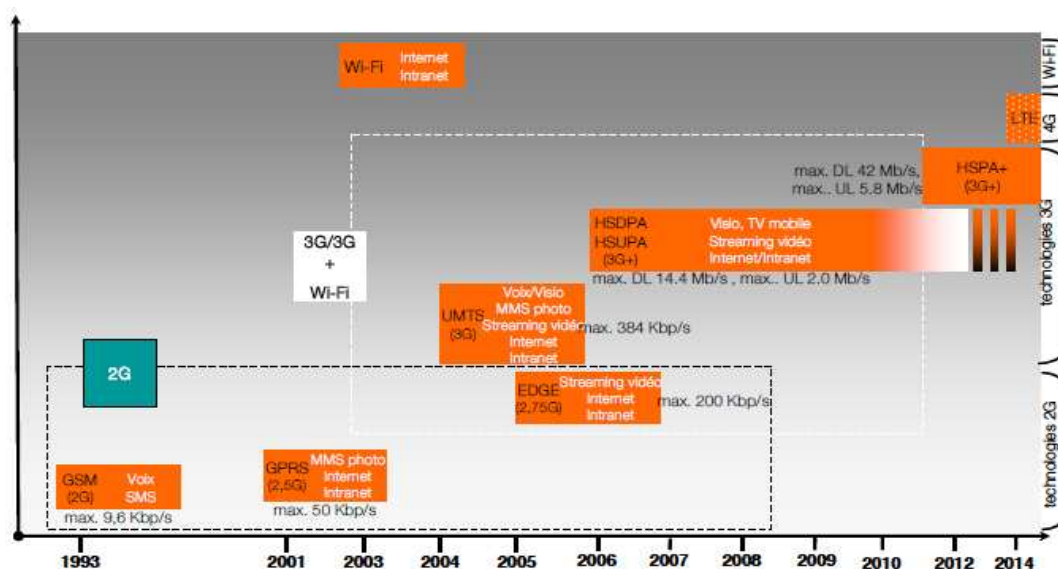 Wi-Fi
Internet
Intranet
Wi-Fi
4G
LTE
max. DL 42 Mb/s,
max.. UL 5.8 Mb/s
HSPA+
(3G+)
technologies 3G
HSDPA
HSUPA
(3G+)
Visio, TV mobile
Streaming vidéo
Internet/Intranet
max. DL 14.4 Mb/s , max.. UL 2.0 Mb/s
3G/3G
+
Wi-Fi
UMTS
(3G)
Voix/Visio
MMS photo
Streaming vidéo
Internet
Intranet
max. 384 Kbp/s
2G
EDGE
(2,75G)
Streaming vidéo
Internet
Intranet
max. 200 Kbp/s
technologies 2G
GSM
(2G)
Voix
SMS
max. 9,6 Kbp/s
GPRS
(2,5G)
MMS photo
Internet
Intranet
max. 50 Kbp/s
1993 2001 2003 2004 2005 2006 2007 2008 2009 2010 2012 2014